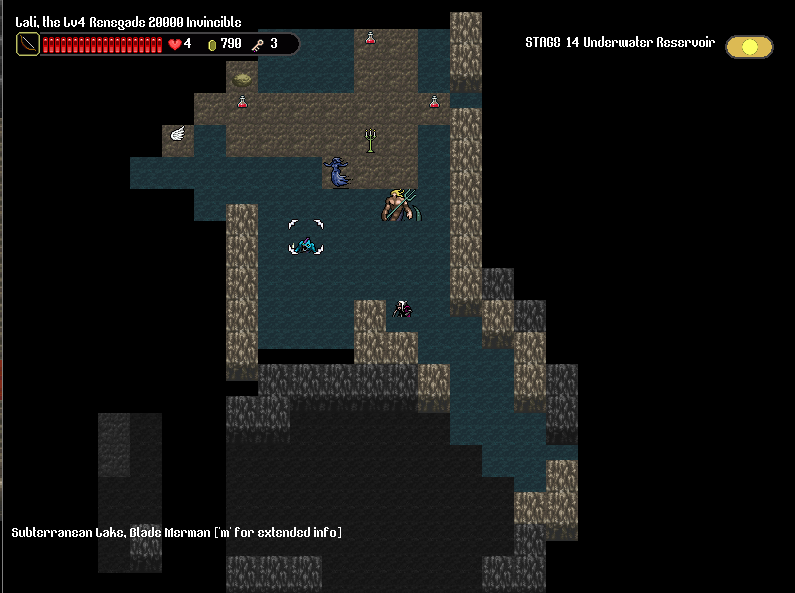 Lali, the Lv4 Renegade 20000 Invincible
4 790 3
STAGE 14 Underwater Reservoir
Subterranean Lake, Blade Merman ['m' for extended info]